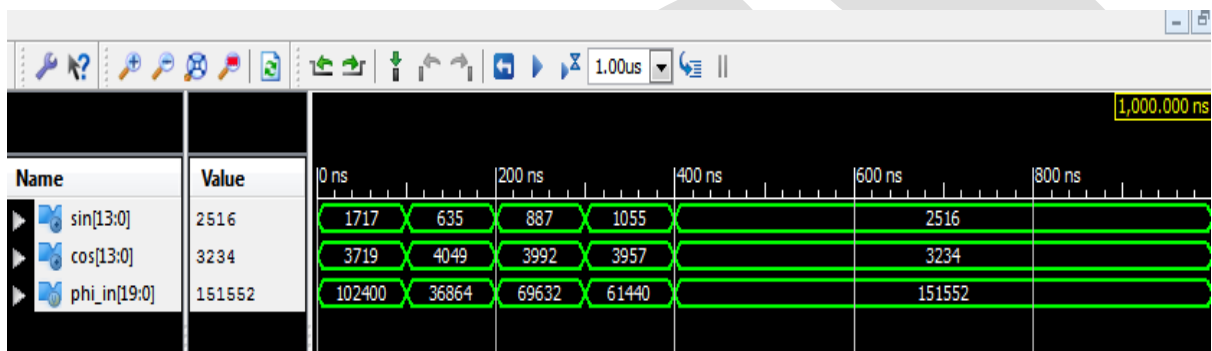 1.00us
1,000.000 ns
Name Value 0 ns 200 ns 400 ns 600 ns 800 ns
sin[13:0] 2516 1717 635 887 1055 2516
cos[13:0] 3234 3719 4049 3992 3957 3234
phi_in[19:0] 151552 102400 36864 69632 61440 151552